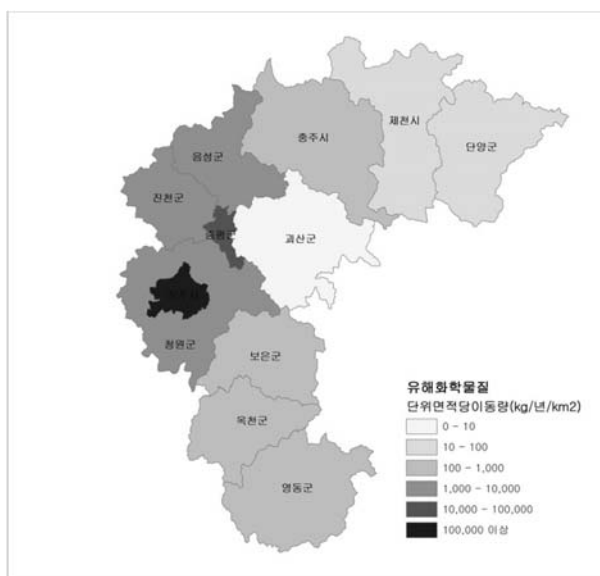 제천시
단양군
충주시
음성군
진천군
증평군
괴산군
청원군
보은군
옥천군
영동군
유해화학물질
단위면적당이동량(kg/년/km2)
0 - 10
10 - 100
100 - 1,000
1,000 - 10,000
10,000 - 100,000
100,000 이상